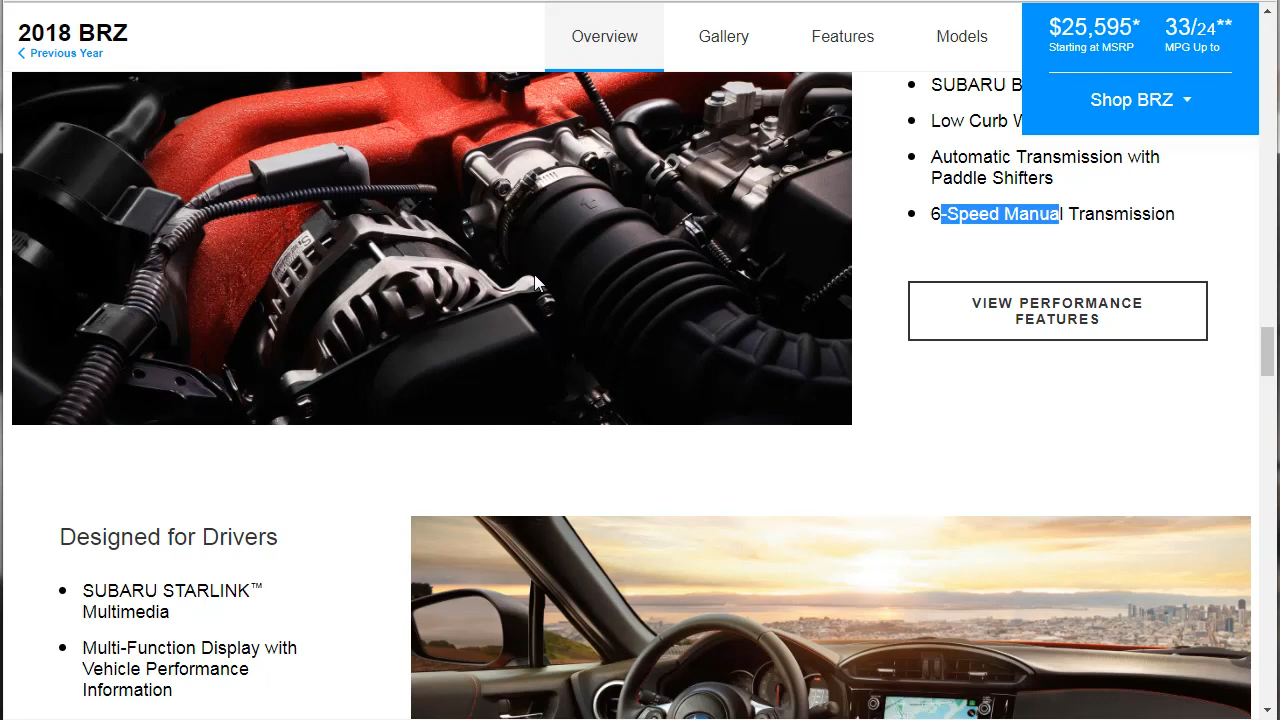 2018 BRZ
Previous Year
Overview
Gallery
Features
Models
$25,595*
Starting at MSRP
33/24**
MPG Up to
Shop BRZ
SUBARU B
Low Curb W
Automatic Transmission with
Paddle Shifters
6-Speed Manual Transmission
VIEW PERFORMANCE
FEATURES
Designed for Drivers
SUBARU STARLINK™
Multimedia
Multi-Function Display with
Vehicle Performance
Information